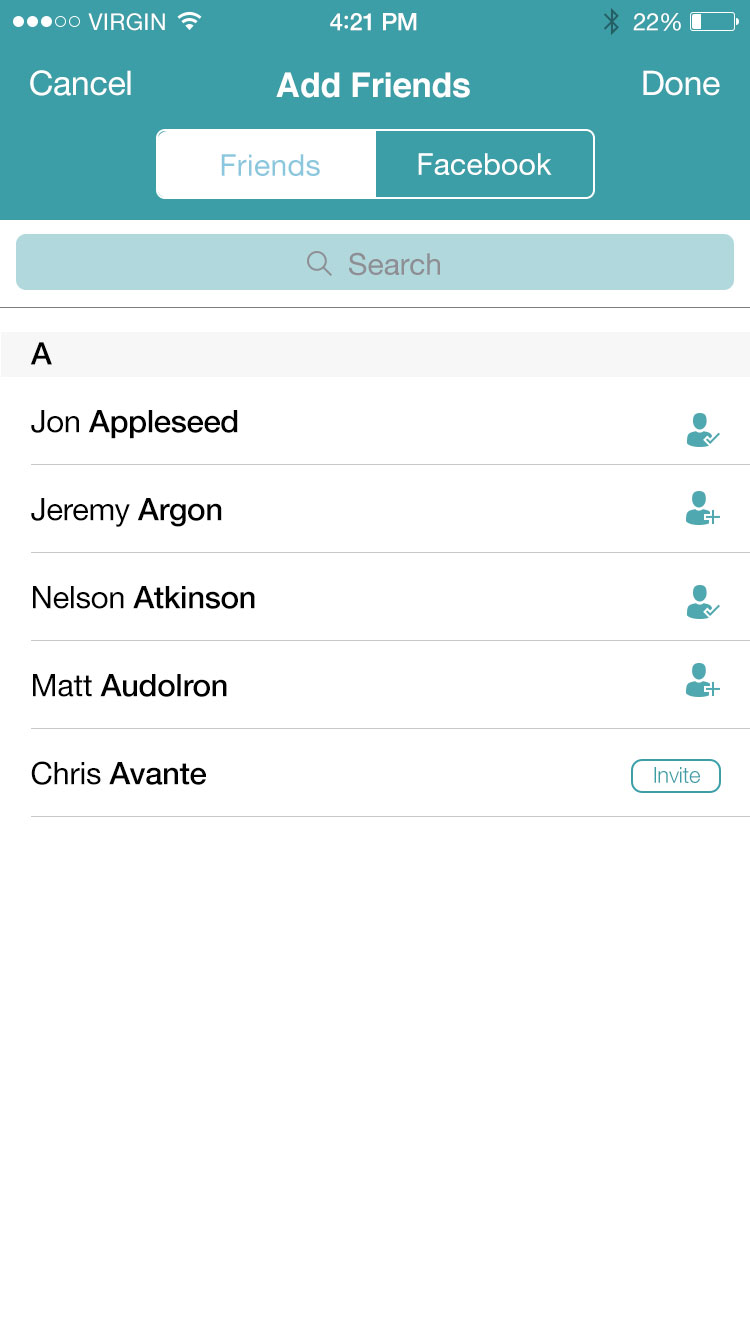 VIRGIN 4:21 PM 22%
Cancel Add Friends Done
Friends Facebook
Search
A
Jon Appleseed
Jeremy Argon
Nelson Atkinson
Matt Audolron
Chris Avante Invite